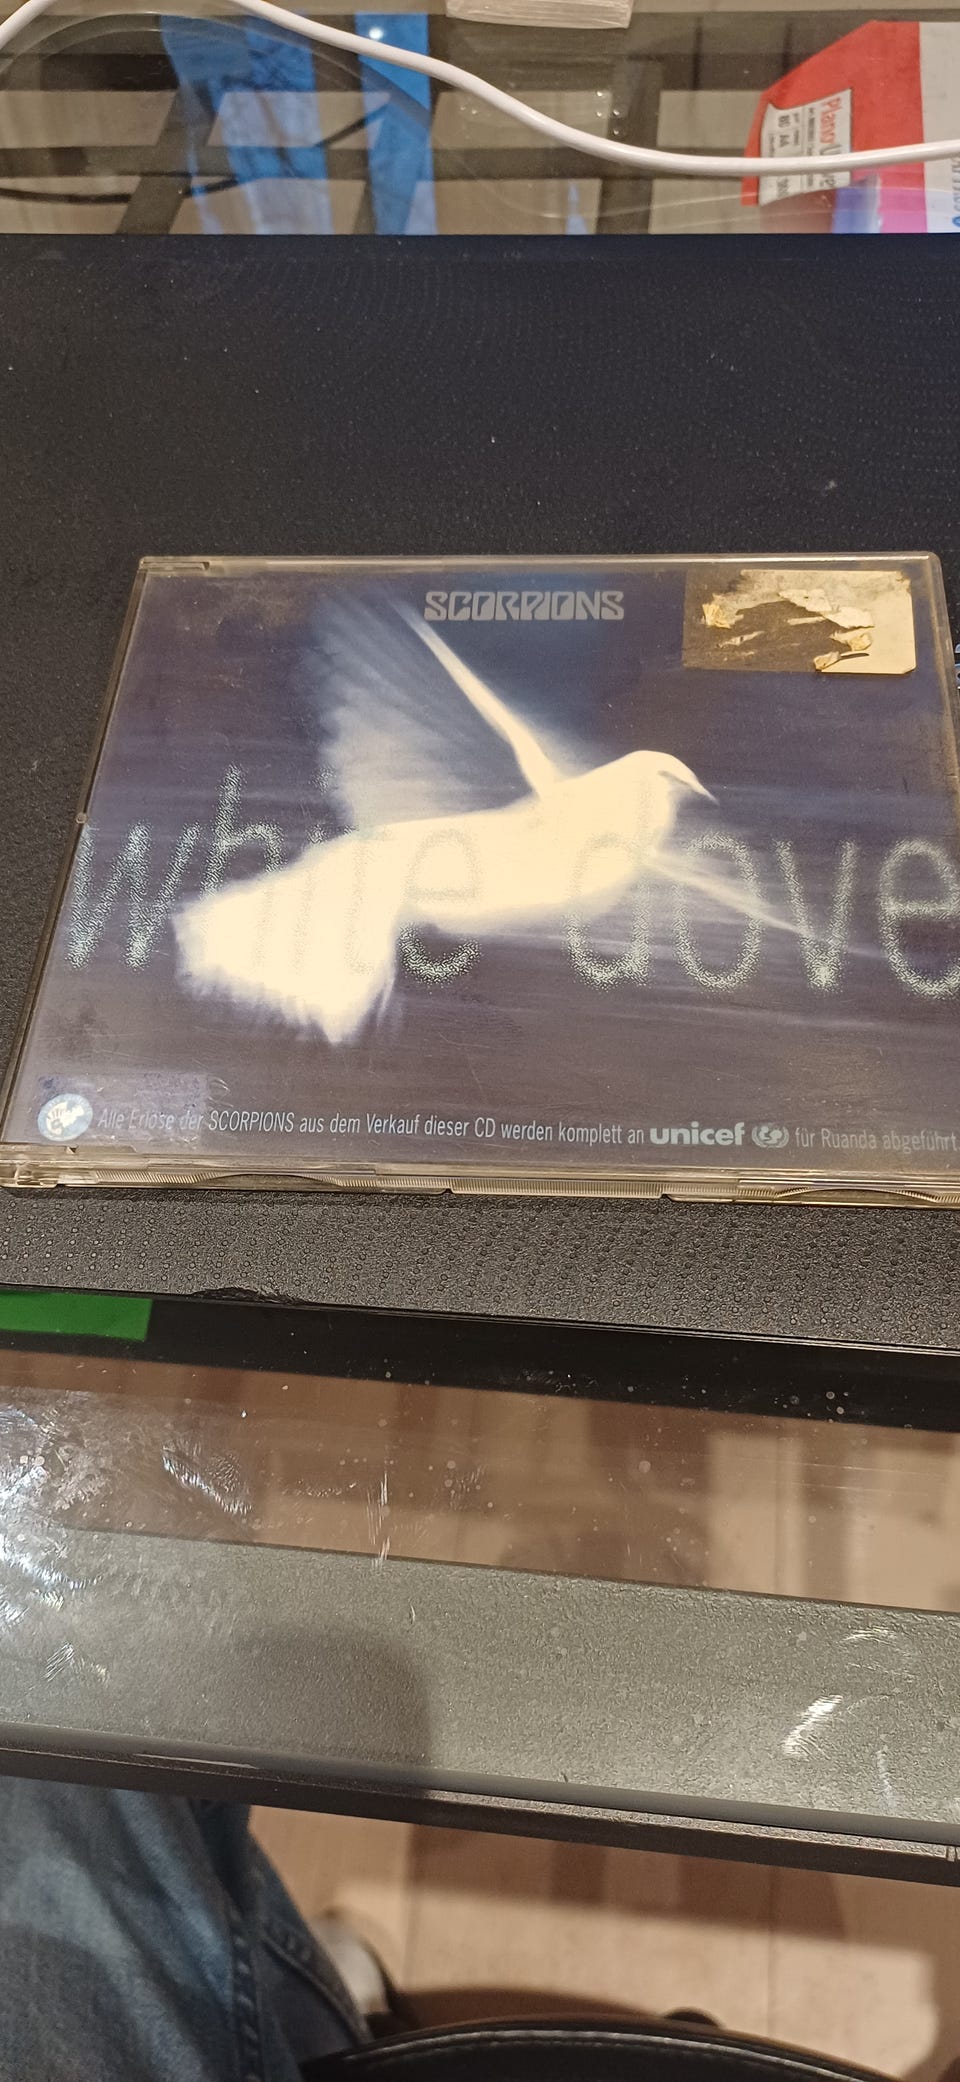 Piano
SCORPIONS
white dove
Alle Erlöse der SCORPIONS aus dem Verkauf dieser CD werden komplett an unicef für Ruanda abgeführt.